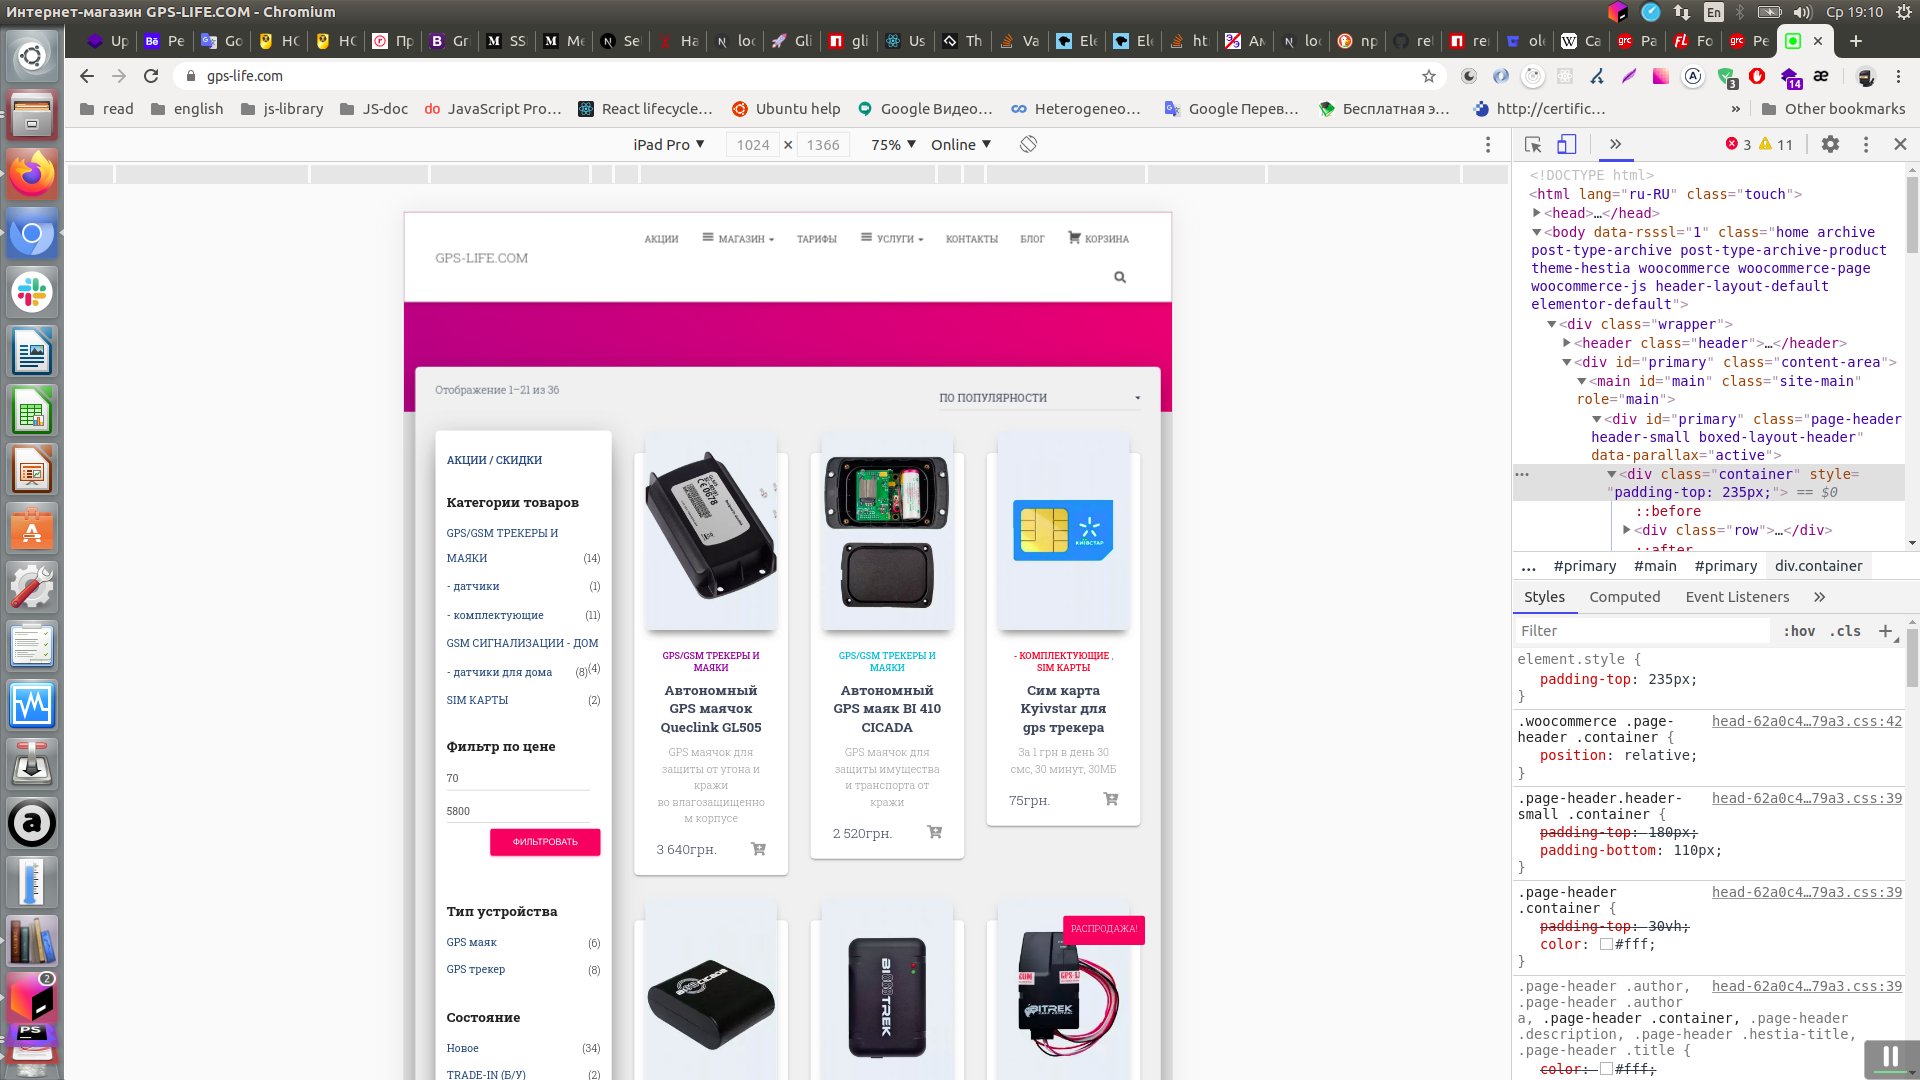 Интернет-магазин GPS-LIFE.COM - Chromium
En
Ср 19:10
Up
Pe
Go
НС
НС
Пр
Gr
SS
Me
Se
Ha
loc
Gli
gli
Us
Th
Va
Ele
Ele
ht
Ам
loc
np
rel
rer
ole
Ca
Pa
Fo
Pe
gps-life.com
3
14
read
english
js-library
JS-doc
JavaScript Pro...
React lifecycle...
Ubuntu help
Google Видео...
Heterogeneo...
Google Перев...
Бесплатная э...
http://certific...
»
Other bookmarks
iPad Pro ▼
1024 × 1366
75% ▼
Online ▼
» 3 11
GPS-LIFE.COM
АКЦИИ
МАГАЗИН
ТАРИФЫ
УСЛУГИ
КОНТАКТЫ
БЛОГ
КОРЗИНА
Отображение 1–21 из 36
ПО ПОПУЛЯРНОСТИ
АКЦИИ / СКИДКИ
Категории товаров
GPS/GSM ТРЕКЕРЫ И
МАЯКИ (14)
- датчики (1)
- комплектующие (11)
GSM СИГНАЛИЗАЦИИ - ДОМ
(4)
- датчики для дома (8)
SIM КАРТЫ (2)
Фильтр по цене
70
5800
ФИЛЬТРОВАТЬ
Тип устройства
GPS маяк (6)
GPS трекер (8)
Состояние
Новое (34)
TRADE-IN (Б/У) (2)
GPS/GSM ТРЕКЕРЫ И
МАЯКИ
Автономный
GPS маячок
Queclink GL505
GPS маячок для
защиты от угона и
кражи
во влагозащищенно
м корпусе
3 640грн.
GPS/GSM ТРЕКЕРЫ И
МАЯКИ
Автономный
GPS маяк BI 410
CICADA
GPS маячок для
защиты имущества
и транспорта от
кражи
2 520грн.
КИЇВСТАР
- КОМПЛЕКТУЮЩИЕ ,
SIM КАРТЫ
Сим карта
Kyivstar для
gps трекера
За 1 грн в день 30
смс, 30 минут, 30МБ
75грн.
BITREK
РАСПРОДАЖА!
BITREK
<!DOCTYPE html>
<html lang="ru-RU" class="touch">
▶<head>…</head>
▼<body data-rsssl="1" class="home archive
post-type-archive post-type-archive-product
theme-hestia woocommerce woocommerce-page
woocommerce-js header-layout-default
elementor-default">
▼<div class="wrapper">
▶<header class="header">…</header>
▼<div id="primary" class="content-area">
▼<main id="main" class="site-main"
role="main">
▼<div id="primary" class="page-header
header-small boxed-layout-header"
data-parallax="active">
▼<div class="container" style=
"padding-top: 235px;"> == $0
::before
▶<div class="row">…</div>
::after
... #primary #main #primary div.container
Styles Computed Event Listeners »
Filter :hov .cls +
element.style {
padding-top: 235px;
}
.woocommerce .page-
header .container {
head-62a0c4…79a3.css:42
position: relative;
}
.page-header.header-
small .container {
head-62a0c4…79a3.css:39
padding-top: 180px;
padding-bottom: 110px;
}
.page-header
.container {
head-62a0c4…79a3.css:39
padding-top: 30vh;
color: #fff;
}
.page-header .author,
.page-header .author
a, .page-header .container, .page-header
.description, .page-header .hestia-title,
.page-header .title {
head-62a0c4…79a3.css:39
color: #fff;
2
PS